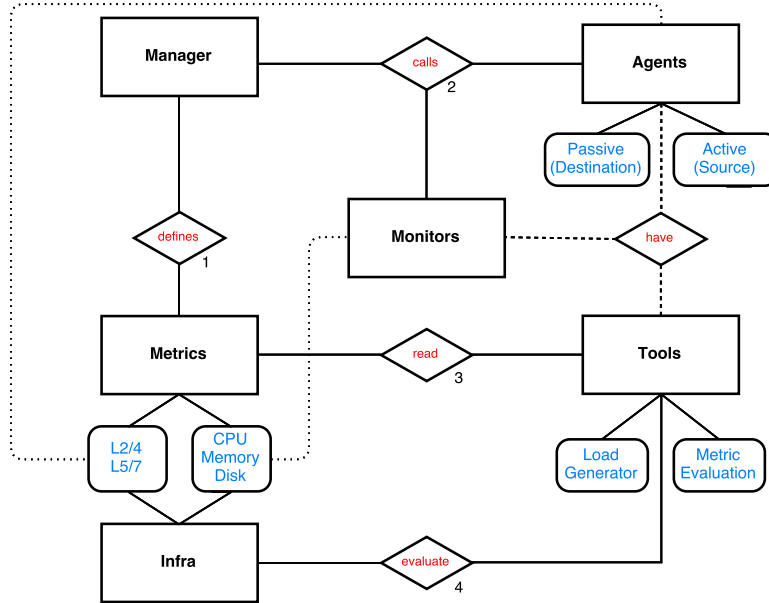 Manager
calls
2
Agents
Passive
(Destination)
Active
(Source)
defines
1
Monitors
have
Metrics
read
3
Tools
L2/4
L5/7
CPU
Memory
Disk
Load
Generator
Metric
Evaluation
Infra
evaluate
4